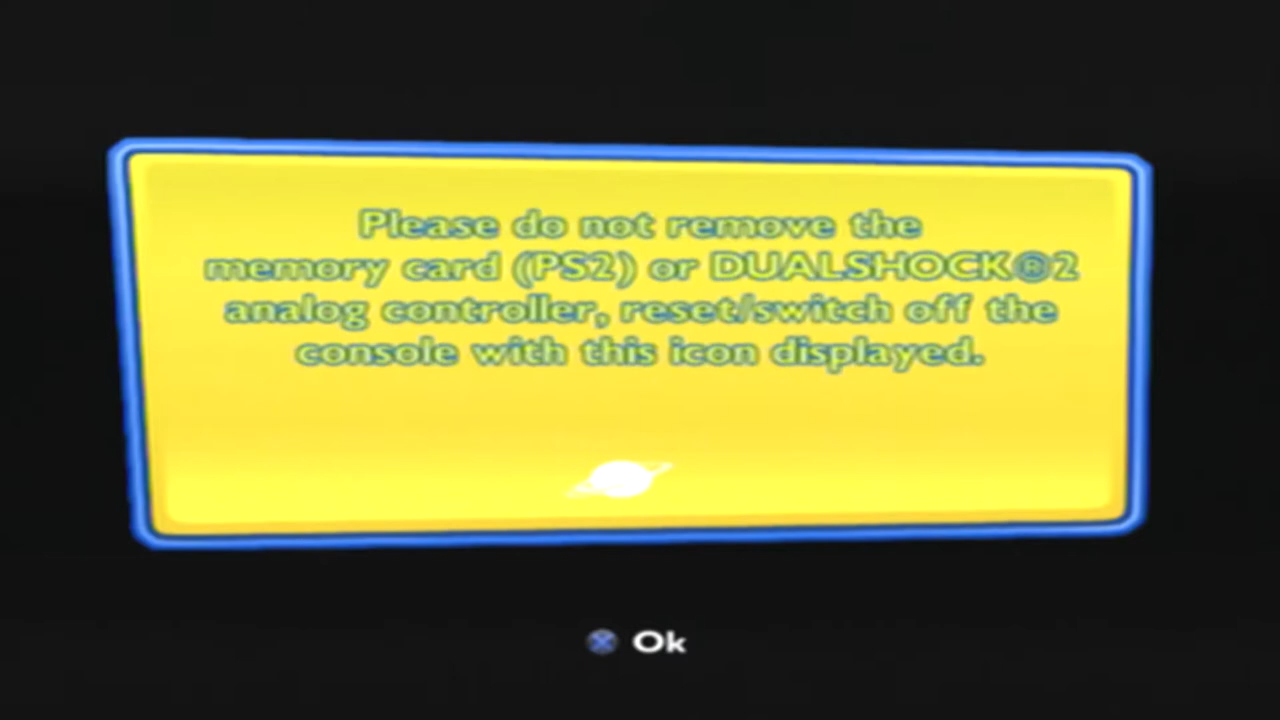 Please do not remove the
memory card (PS2) or DUALSHOCK®2
analog controller, reset/switch off the
console with this icon displayed.
Ok